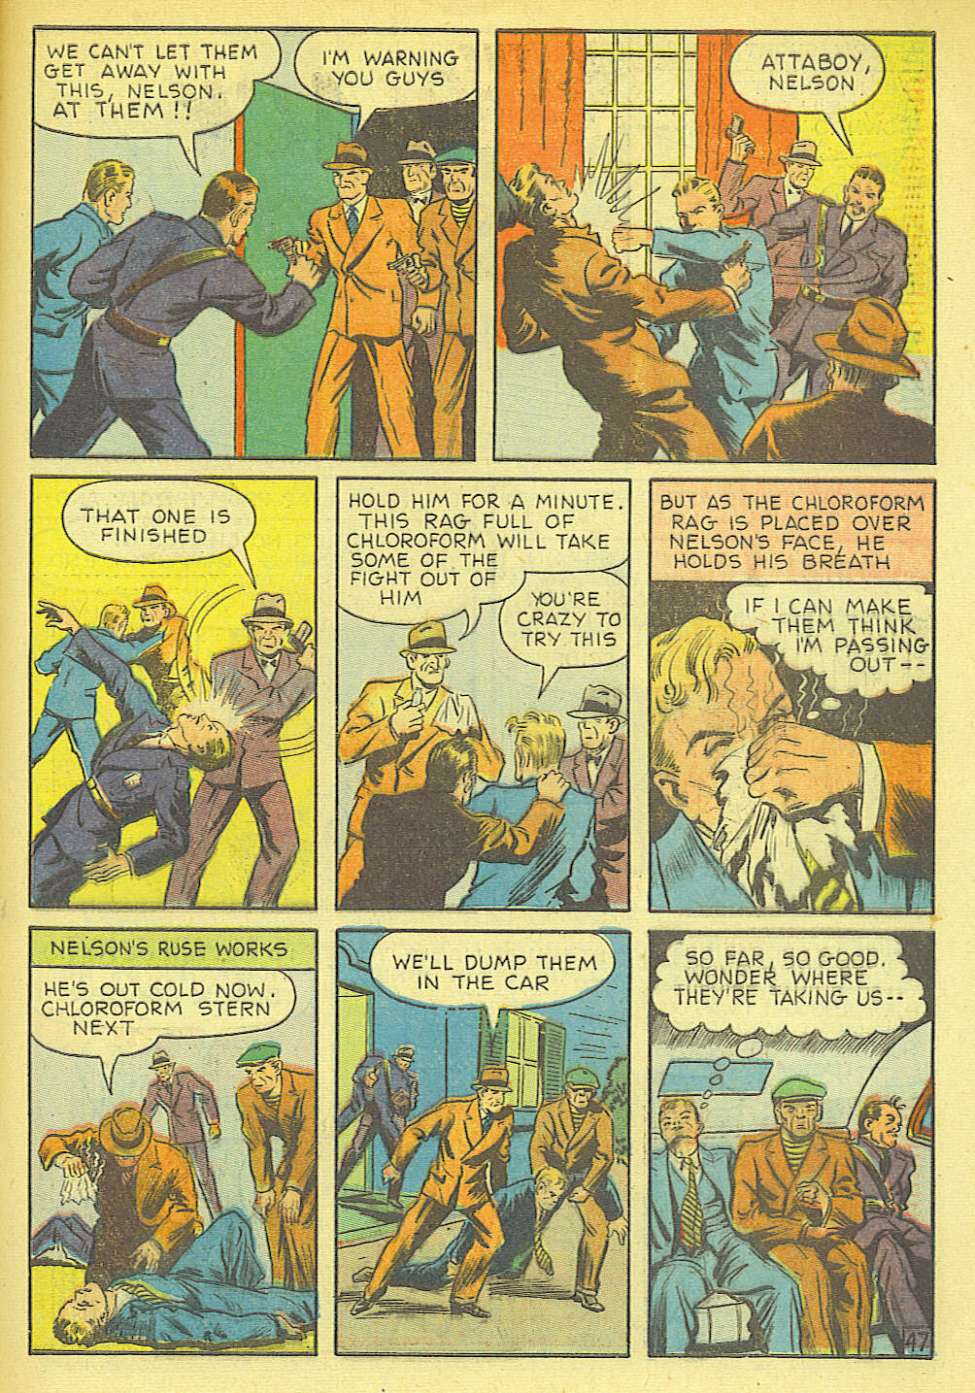 WE CAN'T LET THEM
GET AWAY WITH
THIS, NELSON.
AT THEM!!
I'M WARNING
YOU GUYS
ATTABOY,
NELSON
THAT ONE IS
FINISHED
HOLD HIM FOR A MINUTE.
THIS RAG FULL OF
CHLOROFORM WILL TAKE
SOME OF THE
FIGHT OUT OF
HIM
YOU'RE
CRAZY TO
TRY THIS
BUT AS THE CHLOROFORM
RAG IS PLACED OVER
NELSON'S FACE, HE
HOLDS HIS BREATH
IF I CAN MAKE
THEM THINK
I'M PASSING
OUT--
NELSON'S RUSE WORKS
HE'S OUT COLD NOW.
CHLOROFORM STERN
NEXT
WE'LL DUMP THEM
IN THE CAR
SO FAR, SO GOOD.
WONDER WHERE
THEY'RE TAKING US--
47